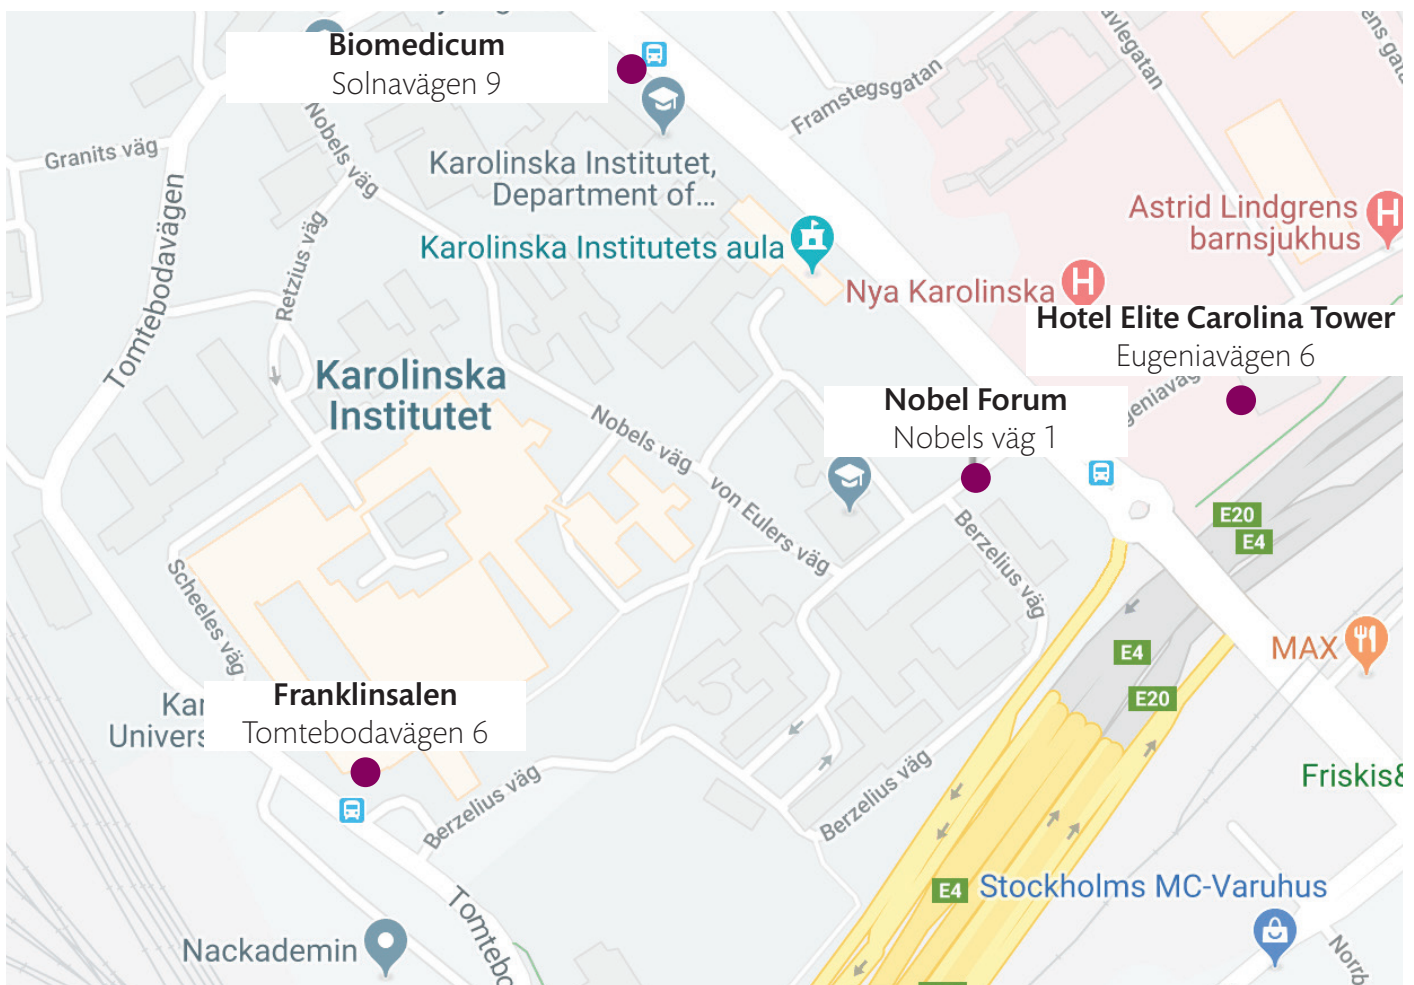 Biomedicum
Solnavägen 9
Framstegsgatan
Granits väg
Nobels väg
Tomtebodavägen
Retzius väg
Karolinska Institutet,
Department of...
Karolinska Institutets aula
Astrid Lindgrens
barnsjukhus
Nya Karolinska
Hotel Elite Carolina Tower
Eugeniavägen 6
Karolinska
Institutet
Nobel Forum
Nobels väg 1
Nobels väg
von Eulers väg
Berzelius väg
E20
E4
Scheeles väg
E4
E20
MAX
Franklinsalen
Tomtebodavägen 6
Berzelius väg
Berzelius väg
Friskis&
E4
Stockholms MC-Varuhus
Nackademin